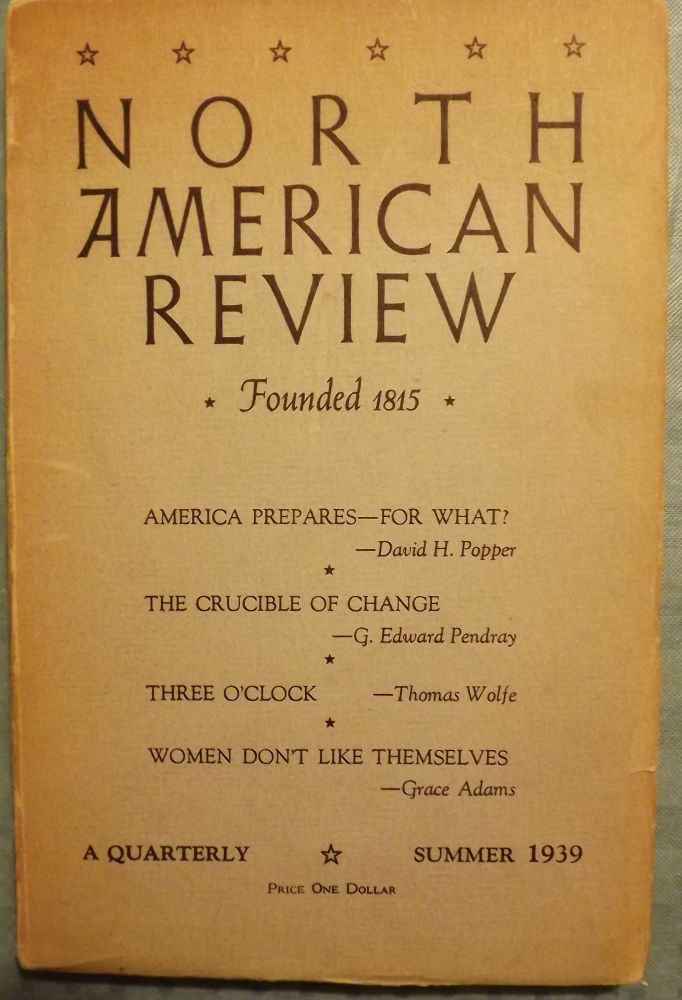 NORTH
AMERICAN
REVIEW
Founded 1815
AMERICA PREPARES—FOR WHAT?
—David H. Popper
THE CRUCIBLE OF CHANGE
—G. Edward Pendray
THREE O'CLOCK —Thomas Wolfe
WOMEN DON'T LIKE THEMSELVES
—Grace Adams
A QUARTERLY SUMMER 1939
PRICE ONE DOLLAR